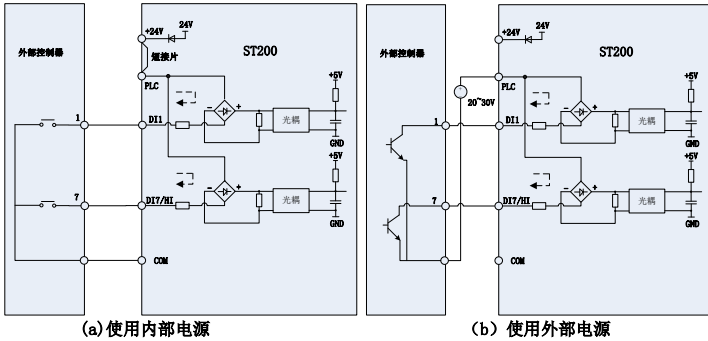 外部控制器
+24V
24V
短接片
ST200
PLC
+5V
1
DI1
光耦
GND
+5V
7
DI7/HI
光耦
GND
COM
(a)使用内部电源
外部控制器
+24V
24V
ST200
PLC
20~30V
+5V
1
DI1
光耦
GND
+5V
7
DI7/HI
光耦
GND
COM
(b) 使用外部电源